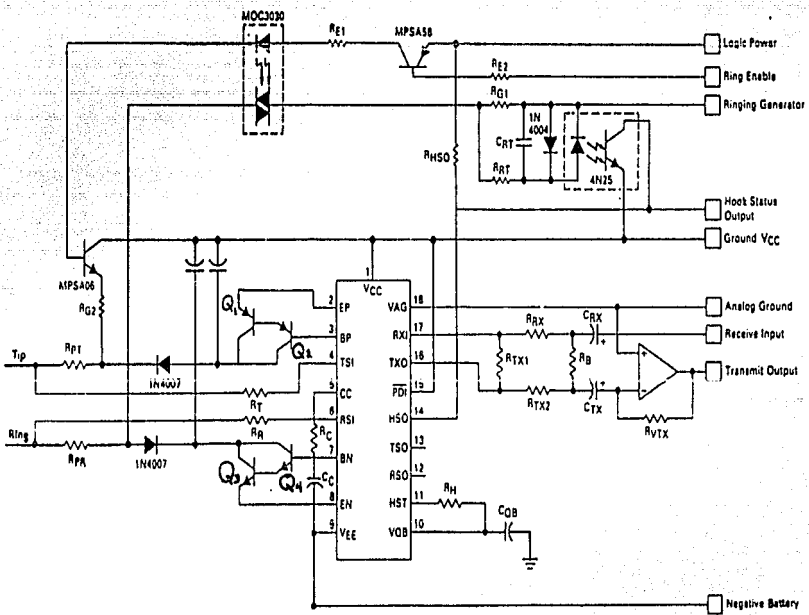 MOC3030
RE1
MPSA56
Logic Power
RE2
Ring Enable
RG1
Ringing Generator
1N
4004
CRT
RHSO
RRT
4N25
Hook Status
Output
Ground VCC
1
VCC
MPSA06
RG2
Q1
Q2
2
EP
3
BP
4
TSI
5
CC
6
RSI
7
BN
8
EN
9
VEE
VAG
18
RXI
17
TXO
16
PDI
15
HSO
14
TSO
13
RSO
12
HST
11
VQB
10
Analog Ground
CRX
RRX
Receive Input
RTX1
RB
RTX2
CTX
Transmit Output
RVTX
Tip
RPT
1N4007
RT
RR
RC
CC
Ring
RPR
1N4007
Q3
Q4
RH
CQB
Negative Battery
+
+
+
-